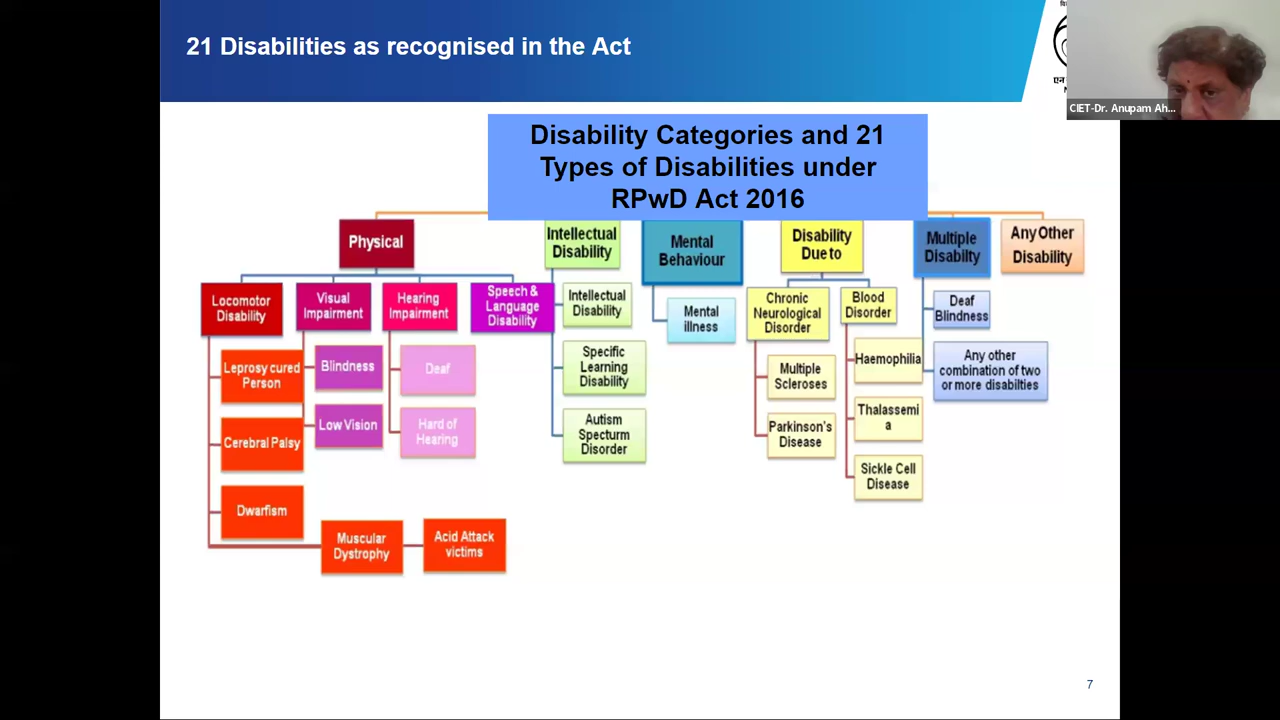 21 Disabilities as recognised in the Act
एन
CIET-Dr. Anupam Ah...
Disability Categories and 21
Types of Disabilities under
RPwD Act 2016
Physical
Intellectual
Disability
Mental
Behaviour
Disability
Due to
Multiple
Disabilty
Any Other
Disability
Locomotor
Disability
Visual
Impairment
Hearing
Impairment
Speech &
Language
Disability
Leprosy cured
Person
Cerebral Palsy
Dwarfism
Muscular
Dystrophy
Acid Attack
victims
Blindness
Low Vision
Deaf
Hard of
Hearing
Intellectual
Disability
Specific
Learning
Disability
Autism
Specturm
Disorder
Mental
illness
Chronic
Neurological
Disorder
Multiple
Scleroses
Parkinson's
Disease
Blood
Disorder
Haemophilia
Thalassemi
a
Sickle Cell
Disease
Deaf
Blindness
Any other
combination of two
or more disabilties
7